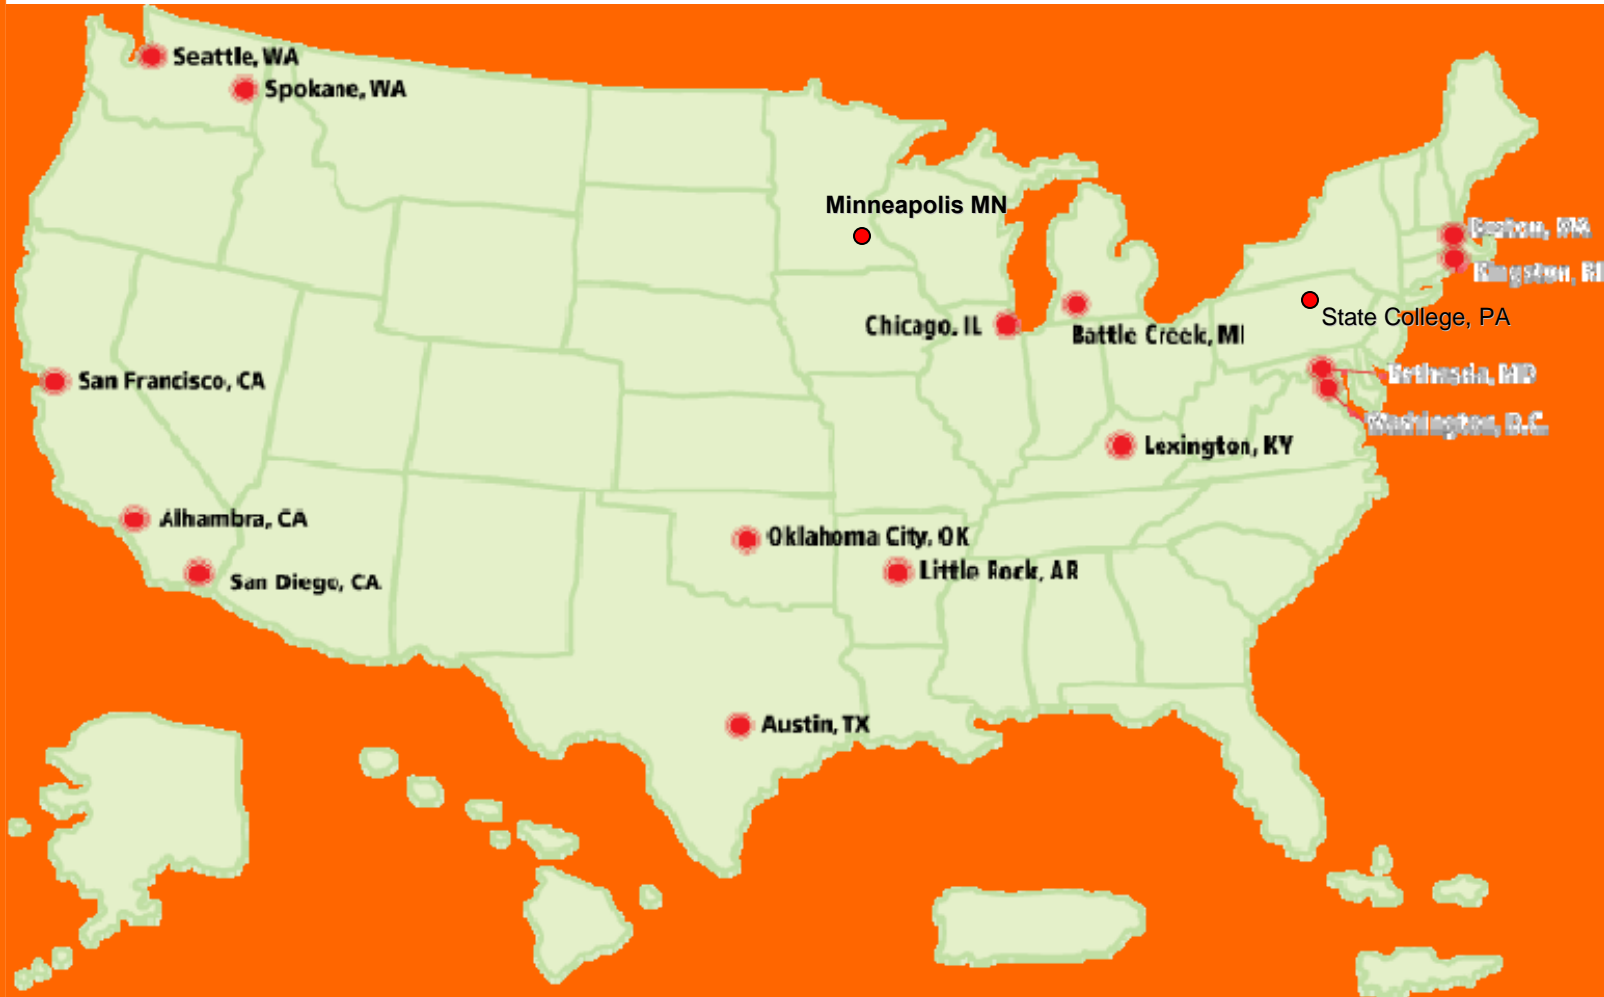 Seattle, WA
Spokane, WA
Minneapolis MN
Boston, MA
Kingston, RI
Chicago, IL
Battle Creek, MI
State College, PA
Bethesda, MD
San Francisco, CA
Washington, D.C.
Lexington, KY
Alhambra, CA
Oklahoma City, OK
Little Rock, AR
San Diego, CA
Austin, TX